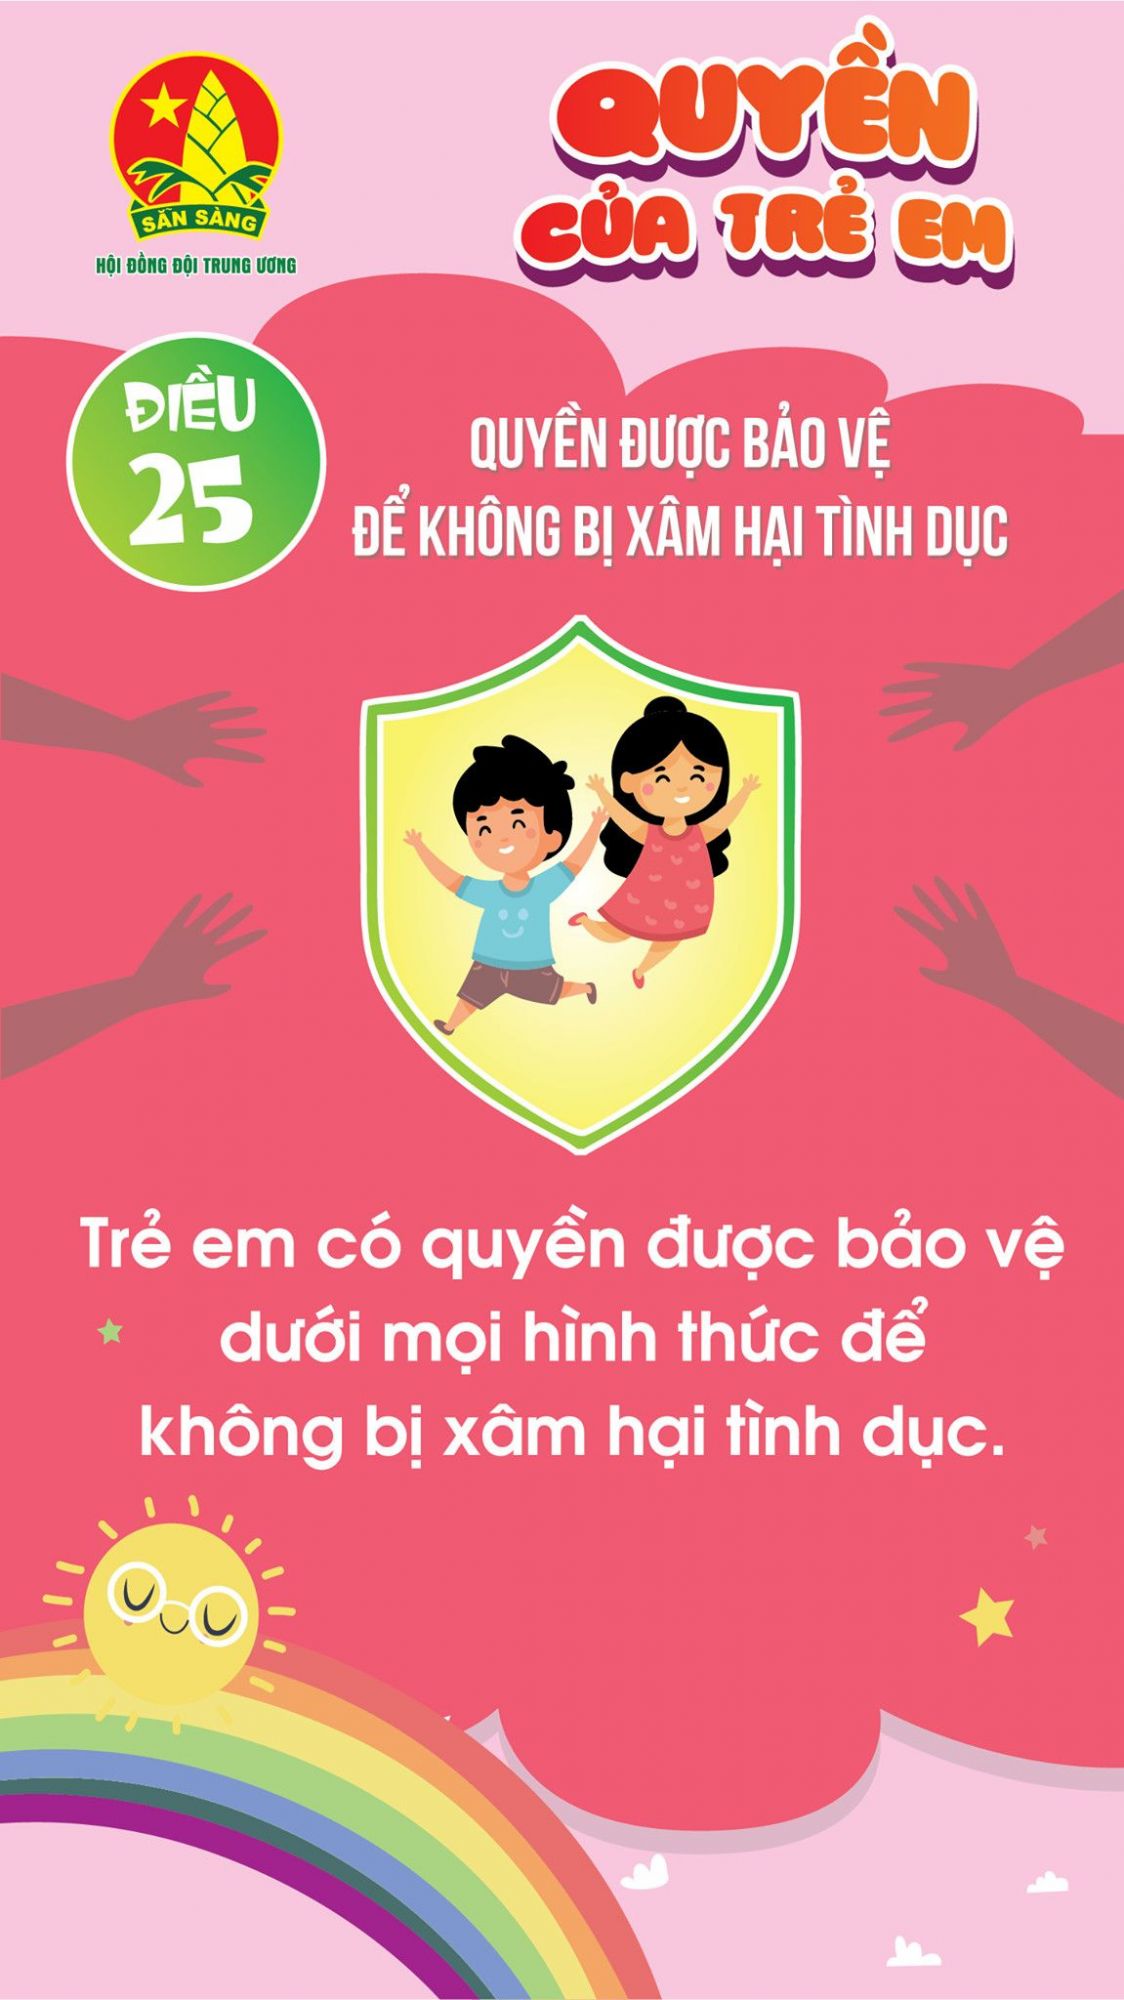 SẴN SÀNG
HỘI ĐỒNG ĐỘI TRUNG ƯƠNG
QUYỀN
CỦA TRẺ EM
ĐIỀU
25
QUYỀN ĐƯỢC BẢO VỆ
ĐỂ KHÔNG BỊ XÂM HẠI TÌNH DỤC
Trẻ em có quyền được bảo vệ
dưới mọi hình thức để
không bị xâm hại tình dục.